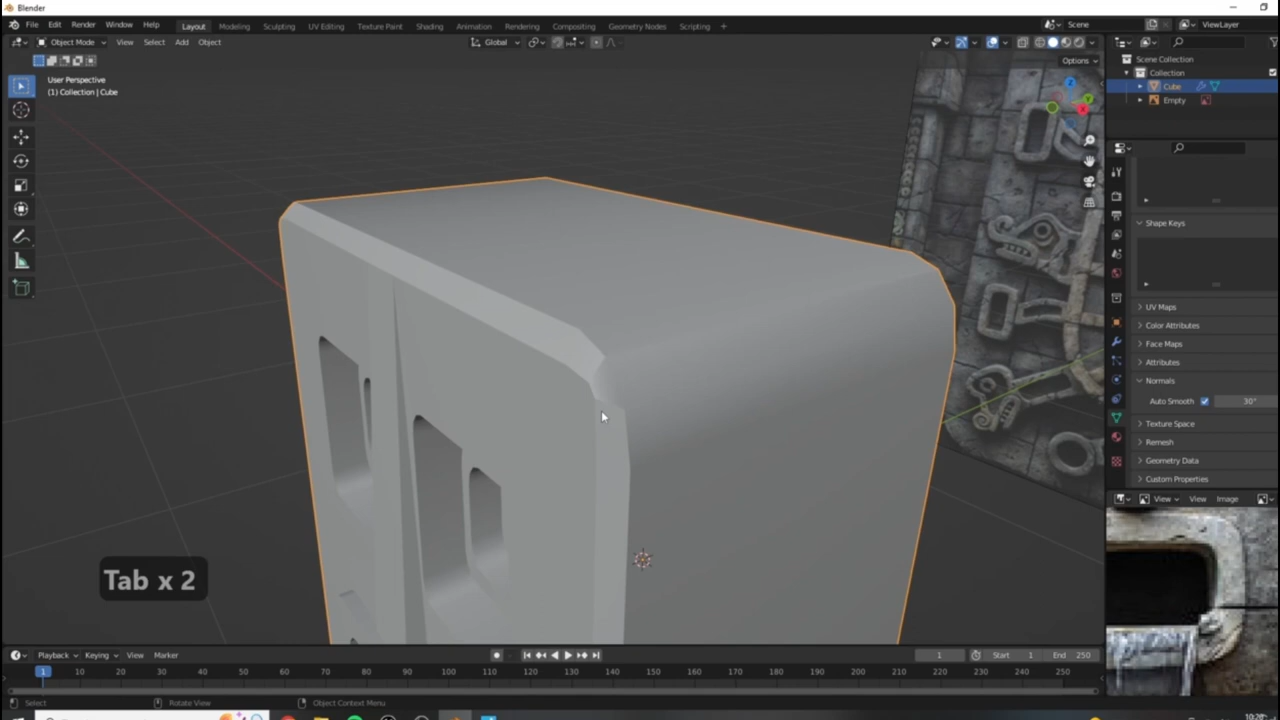 Blender
File Edit Render Window Help Layout Modeling Sculpting UV Editing Texture Paint Shading Animation Rendering Compositing Geometry Nodes Scripting + Scene ViewLayer
Object Mode View Select Add Object Global
Options
User Perspective
(1) Collection | Cube
Scene Collection
Collection
Cube
Empty
Shape Keys
UV Maps
Color Attributes
Face Maps
Attributes
Normals
Auto Smooth 30°
Texture Space
Remesh
Geometry Data
Custom Properties
View View Image
Tab x 2
Playback Keying View Marker 1 Start 1 End 250
1 10 20 30 40 50 60 70 80 90 100 110 120 130 140 150 160 170 180 190 200 210 220 230 240 250
Select Rotate View Object Context Menu